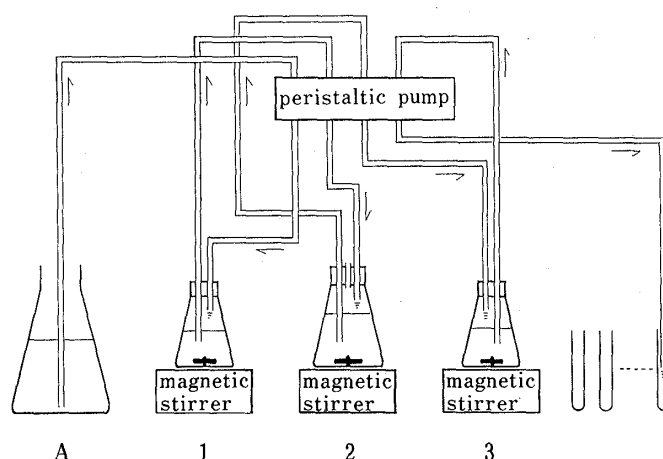 peristaltic pump
magnetic
stirrer
magnetic
stirrer
magnetic
stirrer
A 1 2 3